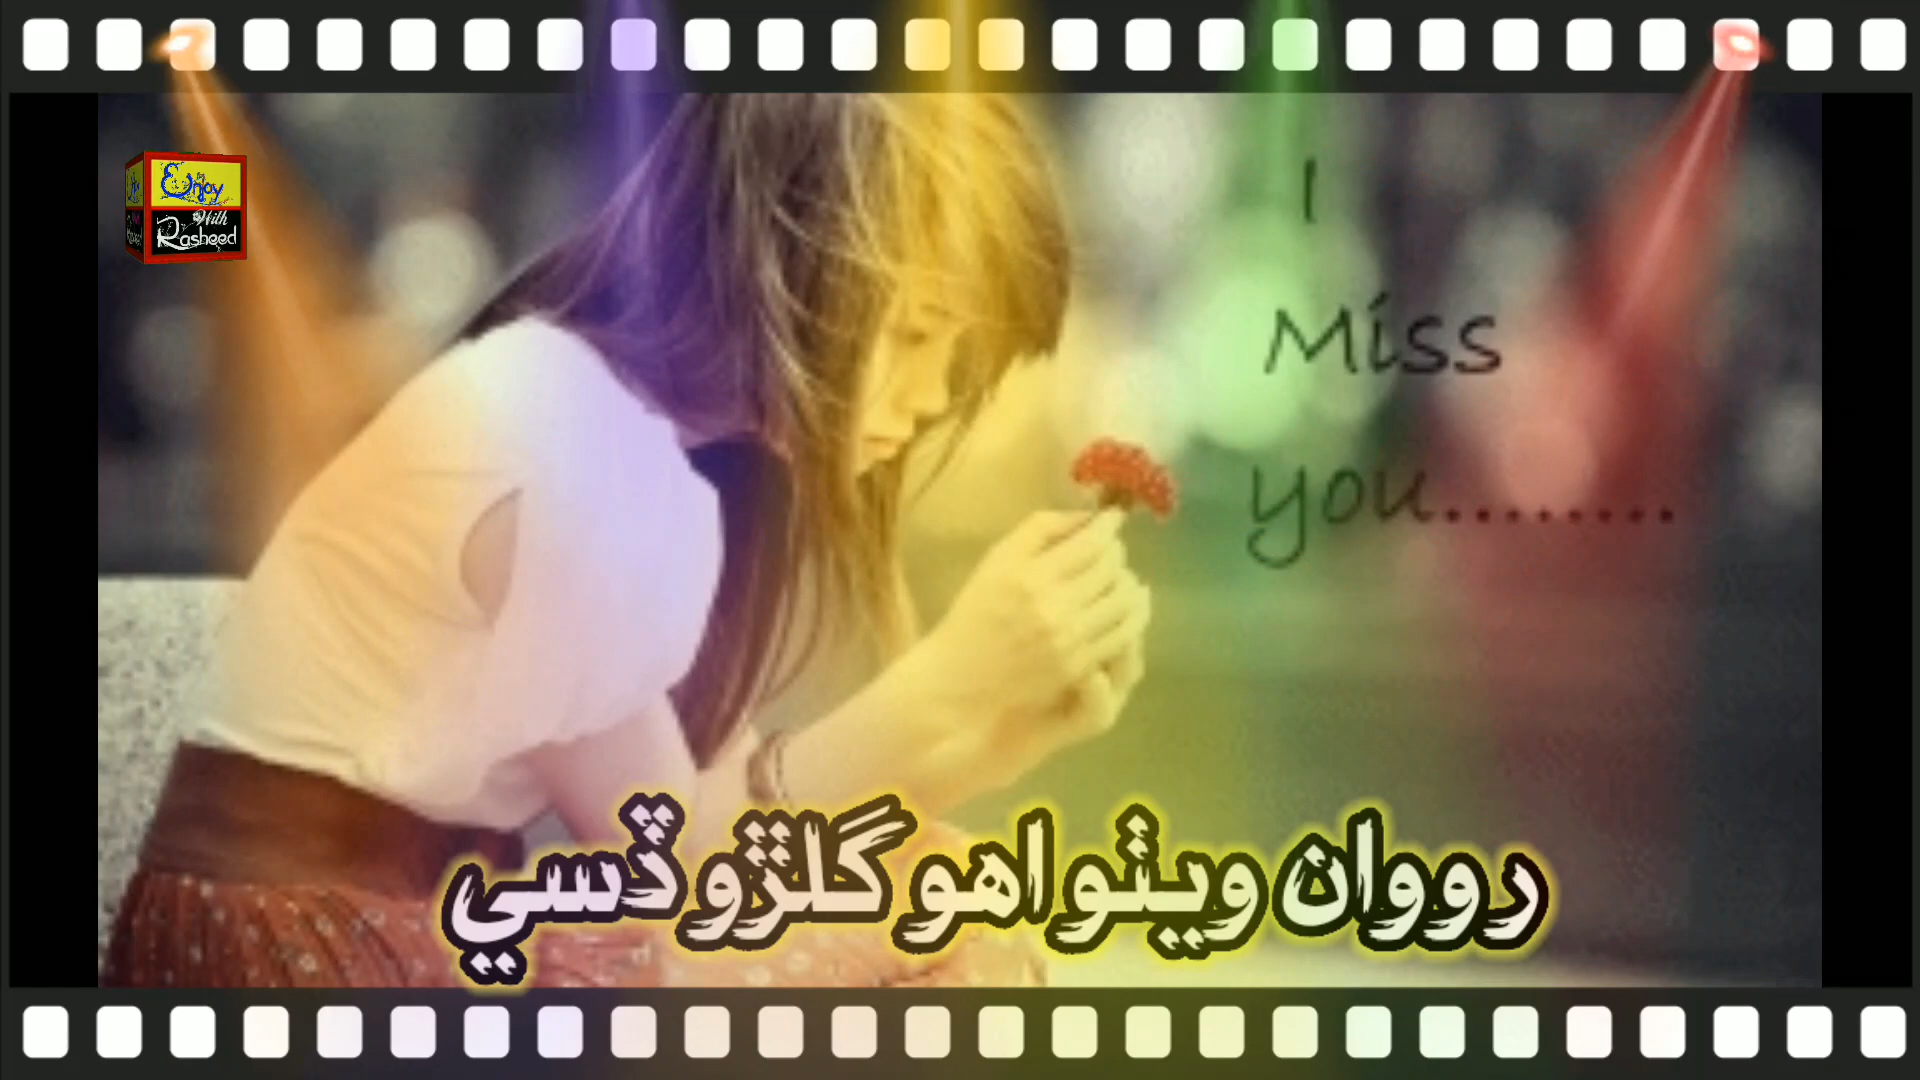 Enjoy
With
Rasheed
I
Miss
you.........
رووان ويٺو اهو گلڙو ڏسي